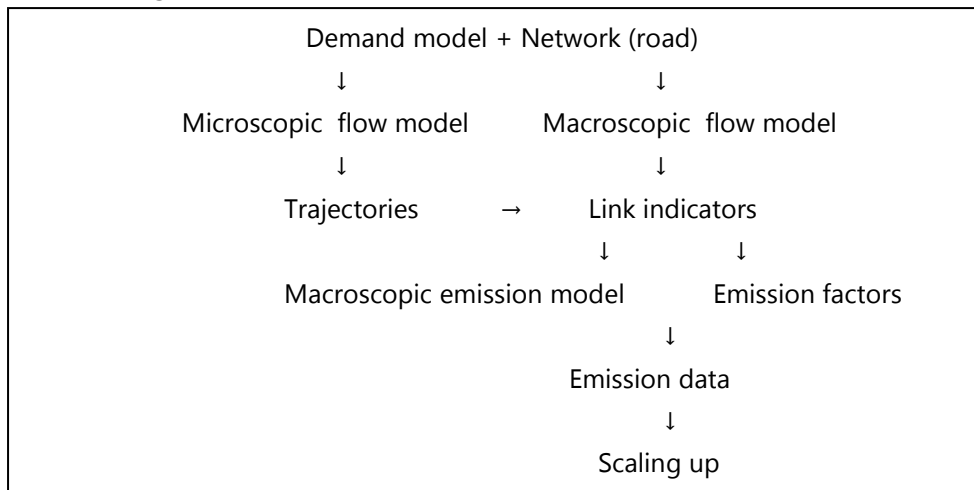 Demand model + Network (road)
↓ ↓
Microscopic flow model Macroscopic flow model
↓ ↓
Trajectories → Link indicators
↓ ↓
Macroscopic emission model Emission factors
↓
Emission data
↓
Scaling up